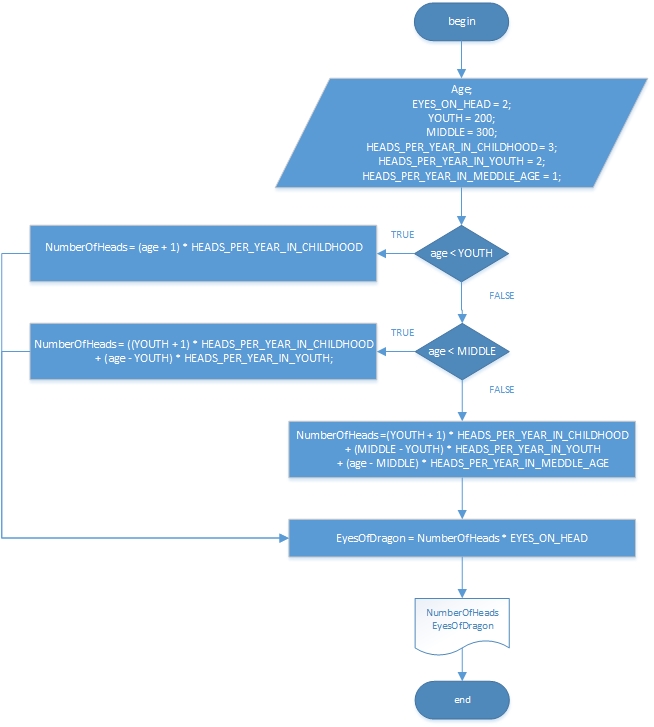 begin
Age;
EYES_ON_HEAD = 2;
YOUTH = 200;
MIDDLE = 300;
HEADS_PER_YEAR_IN_CHILDHOOD = 3;
HEADS_PER_YEAR_IN_YOUTH = 2;
HEADS_PER_YEAR_IN_MEDDLE_AGE = 1;
age < YOUTH
TRUE
NumberOfHeads = (age + 1) * HEADS_PER_YEAR_IN_CHILDHOOD
FALSE
age < MIDDLE
TRUE
NumberOfHeads = ((YOUTH + 1) * HEADS_PER_YEAR_IN_CHILDHOOD
+ (age - YOUTH) * HEADS_PER_YEAR_IN_YOUTH;
FALSE
NumberOfHeads =(YOUTH + 1) * HEADS_PER_YEAR_IN_CHILDHOOD
+ (MIDDLE - YOUTH) * HEADS_PER_YEAR_IN_YOUTH
+ (age - MIDDLE) * HEADS_PER_YEAR_IN_MEDDLE_AGE
EyesOfDragon = NumberOfHeads * EYES_ON_HEAD
NumberOfHeads
EyesOfDragon
end